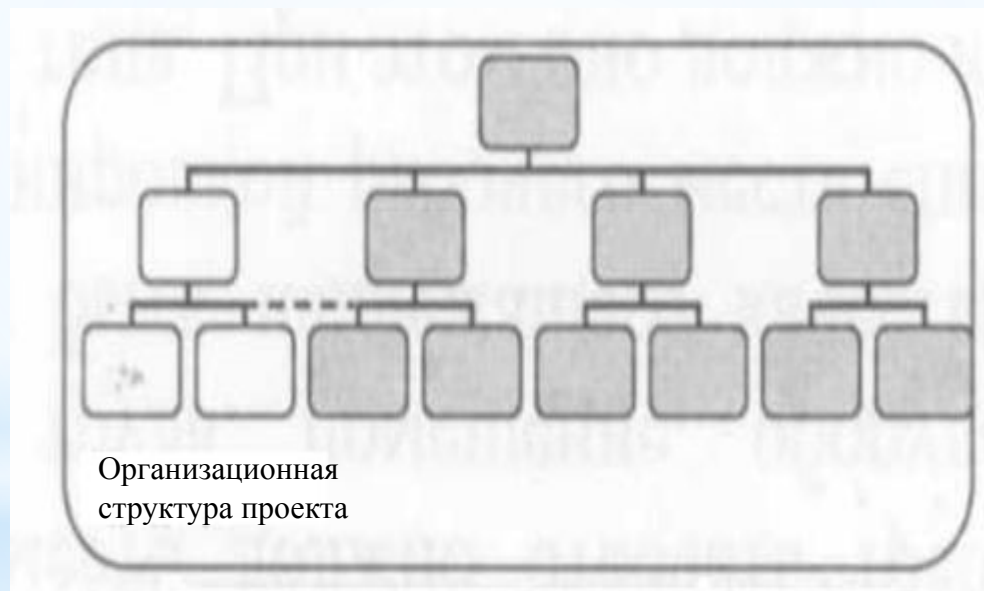 Организационная
структура проекта